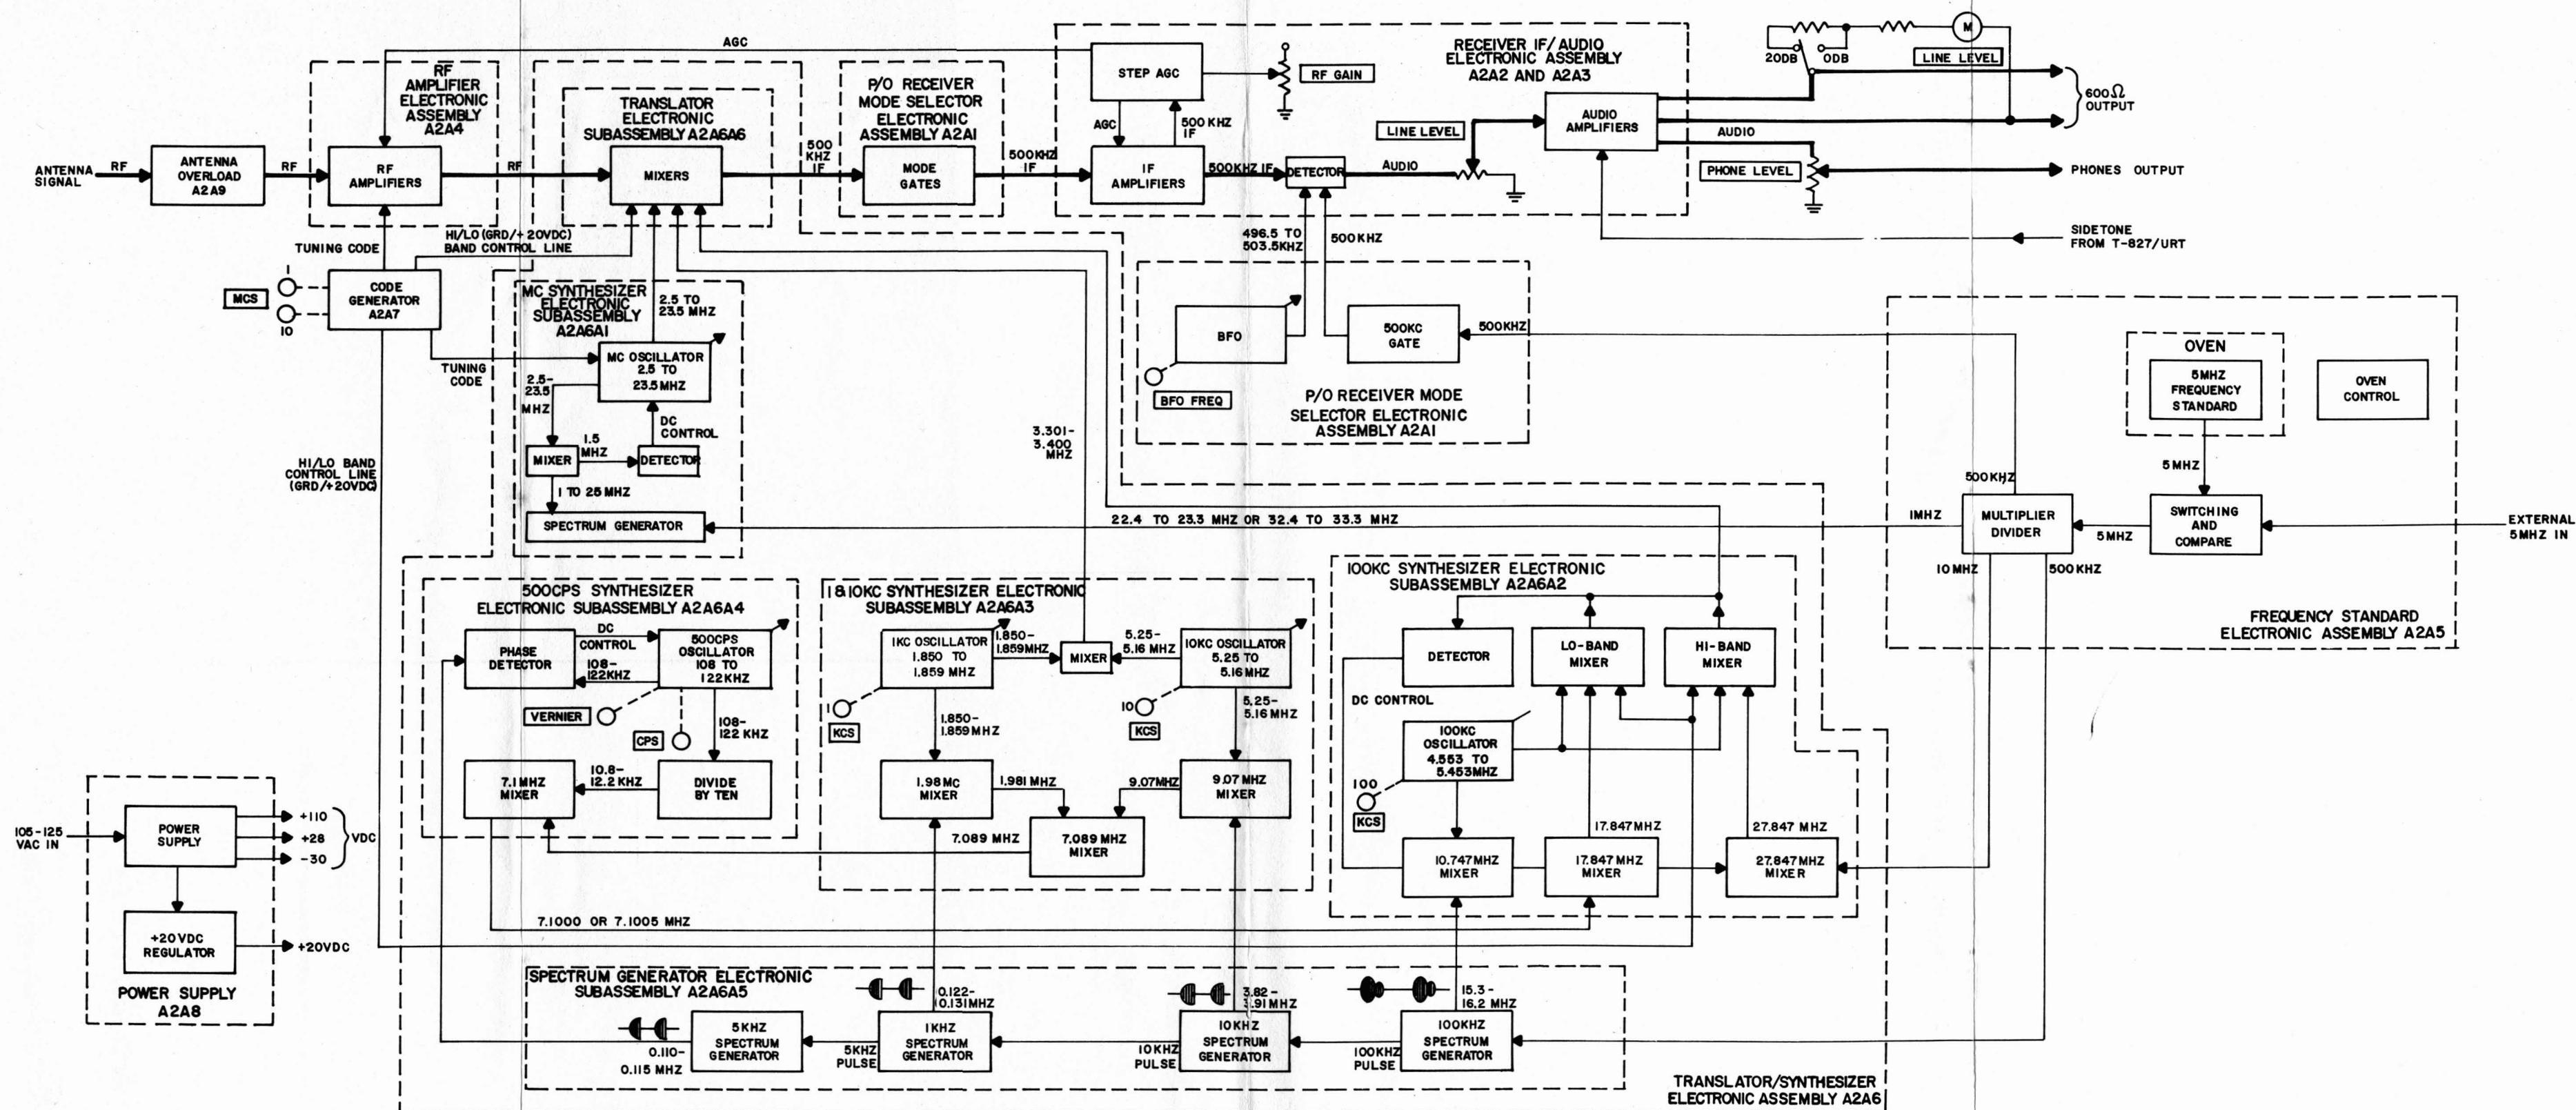 AGC
RF
AMPLIFIER
ELECTRONIC
ASSEMBLY
A2A4
TRANSLATOR
ELECTRONIC
SUBASSEMBLY A2A6A6
P/O RECEIVER
MODE SELECTOR
ELECTRONIC
ASSEMBLY A2A1
STEP AGC
RF GAIN
RECEIVER IF/AUDIO
ELECTRONIC ASSEMBLY
A2A2 AND A2A3
20DB
0DB
M
LINE LEVEL
600Ω
OUTPUT
ANTENNA
SIGNAL
RF
ANTENNA
OVERLOAD
A2A9
RF
RF
AMPLIFIERS
RF
MIXERS
500
KHZ
IF
MODE
GATES
500KHZ
IF
AGC
500 KHZ
IF
IF
AMPLIFIERS
500KHZ IF
DETECTOR
AUDIO
LINE LEVEL
AUDIO
AMPLIFIERS
AUDIO
PHONE LEVEL
PHONES OUTPUT
SIDETONE
FROM T-827/URT
TUNING CODE
HI/LO (GRD/+20VDC)
BAND CONTROL LINE
MCS
1
10
CODE
GENERATOR
A2A7
TUNING
CODE
HI/LO BAND
CONTROL LINE
(GRD/+20VDC)
MC SYNTHESIZER
ELECTRONIC
SUBASSEMBLY
A2A6A1
2.5 TO
23.5 MHZ
MC OSCILLATOR
2.5 TO
23.5MHZ
2.5-
23.5
MHZ
DC
CONTROL
MIXER
1.5
MHZ
DETECTOR
1 TO 25 MHZ
SPECTRUM GENERATOR
496.5 TO
503.5KHZ
500KHZ
BFO
BFO FREQ
500KC
GATE
500KHZ
P/O RECEIVER MODE
SELECTOR ELECTRONIC
ASSEMBLY A2A1
3.301-
3.400
MHZ
22.4 TO 23.3 MHZ OR 32.4 TO 33.3 MHZ
1MHZ
OVEN
5MHZ
FREQUENCY
STANDARD
OVEN
CONTROL
5MHZ
500KHZ
MULTIPLIER
DIVIDER
5MHZ
SWITCHING
AND
COMPARE
EXTERNAL
5MHZ IN
10MHZ
500KHZ
FREQUENCY STANDARD
ELECTRONIC ASSEMBLY A2A5
500CPS SYNTHESIZER
ELECTRONIC SUBASSEMBLY A2A6A4
PHASE
DETECTOR
DC
CONTROL
108-
122KHZ
500CPS
OSCILLATOR
108 TO
122KHZ
VERNIER
CPS
108-
122 KHZ
7.1MHZ
MIXER
10.8-
12.2 KHZ
DIVIDE
BY TEN
1&10KC SYNTHESIZER ELECTRONIC
SUBASSEMBLY A2A6A3
1KC OSCILLATOR
1.850 TO
1.859 MHZ
1.850-
1.859MHZ
MIXER
5.25-
5.16 MHZ
10KC OSCILLATOR
5.25 TO
5.16MHZ
1
KCS
1.850-
1.859MHZ
10
KCS
5.25-
5.16 MHZ
1.98MC
MIXER
1.981 MHZ
9.07MHZ
9.07 MHZ
MIXER
7.089 MHZ
7.089 MHZ
MIXER
100KC SYNTHESIZER ELECTRONIC
SUBASSEMBLY A2A6A2
DETECTOR
LO-BAND
MIXER
HI-BAND
MIXER
DC CONTROL
100KC
OSCILLATOR
4.553 TO
5.453MHZ
100
KCS
17.847MHZ
27.847 MHZ
10.747MHZ
MIXER
17.847MHZ
MIXER
27.847MHZ
MIXER
105-125
VAC IN
POWER
SUPPLY
+110
+28
-30
VDC
+20VDC
REGULATOR
+20VDC
POWER SUPPLY
A2A8
7.1000 OR 7.1005 MHZ
SPECTRUM GENERATOR ELECTRONIC
SUBASSEMBLY A2A6A5
0.122-
0.131MHZ
3.82-
3.91MHZ
15.3-
16.2 MHZ
0.110-
0.115 MHZ
5KHZ
SPECTRUM
GENERATOR
5KHZ
PULSE
1KHZ
SPECTRUM
GENERATOR
10KHZ
PULSE
10KHZ
SPECTRUM
GENERATOR
100KHZ
PULSE
100KHZ
SPECTRUM
GENERATOR
TRANSLATOR/SYNTHESIZER
ELECTRONIC ASSEMBLY A2A6